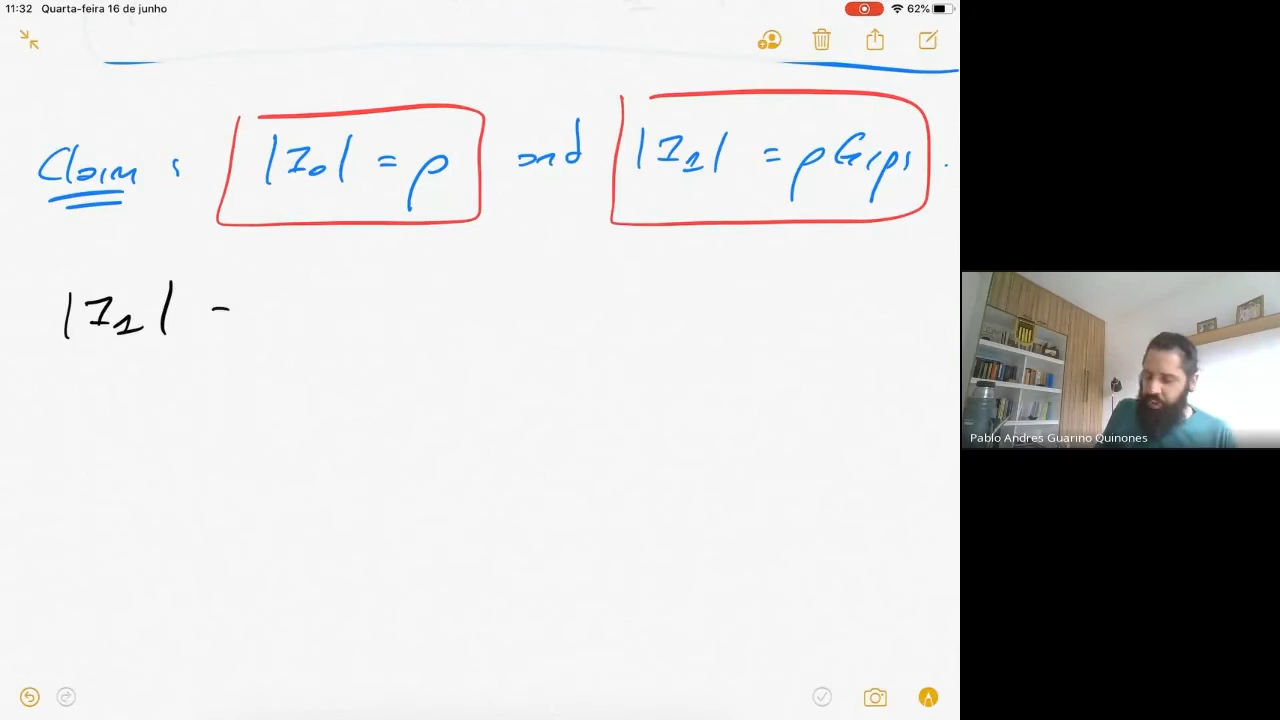 11:32 Quarta-feira 16 de junho 62%
Claim: |I₀| = ρ and |I₁| = ρG(ρ).
|I₁| =
Pablo Andres Guarino Quinones